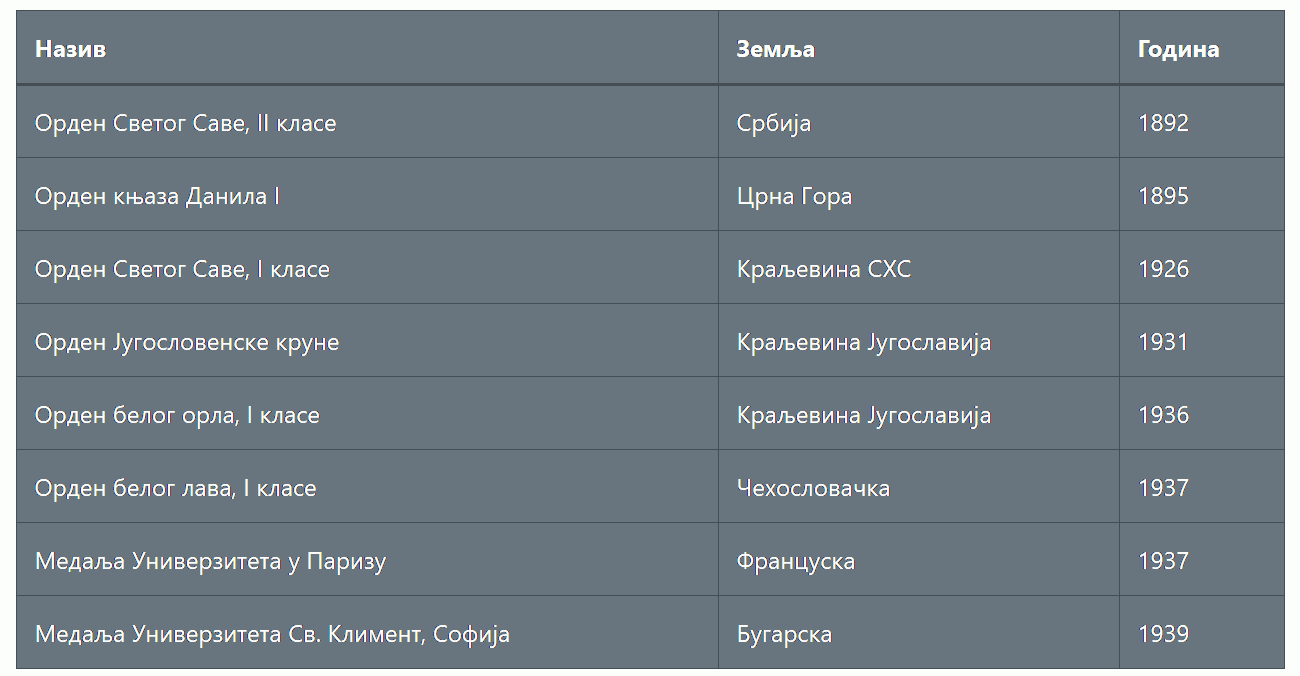 Назив Земља Година
Орден Светог Саве, II класе Србија 1892
Орден књаза Данила I Црна Гора 1895
Орден Светог Саве, I класе Краљевина СХС 1926
Орден Југословенске круне Краљевина Југославија 1931
Орден белог орла, I класе Краљевина Југославија 1936
Орден белог лава, I класе Чехословачка 1937
Медаља Универзитета у Паризу Француска 1937
Медаља Универзитета Св. Климент, Софија Бугарска 1939